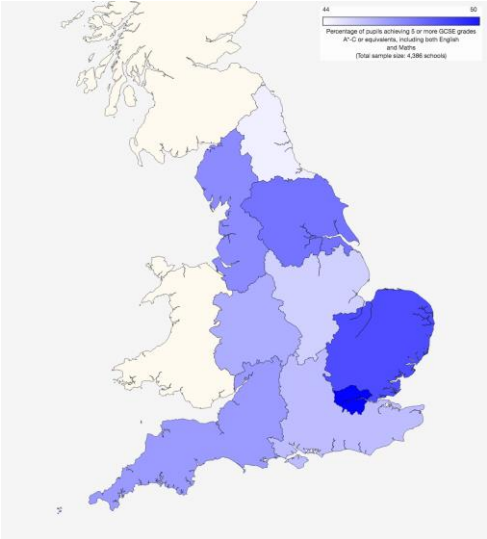 44 50
Percentage of pupils achieving 5 or more GCSE grades
A*-C or equivalents, including both English
and Maths
(Total sample size: 4,386 schools)